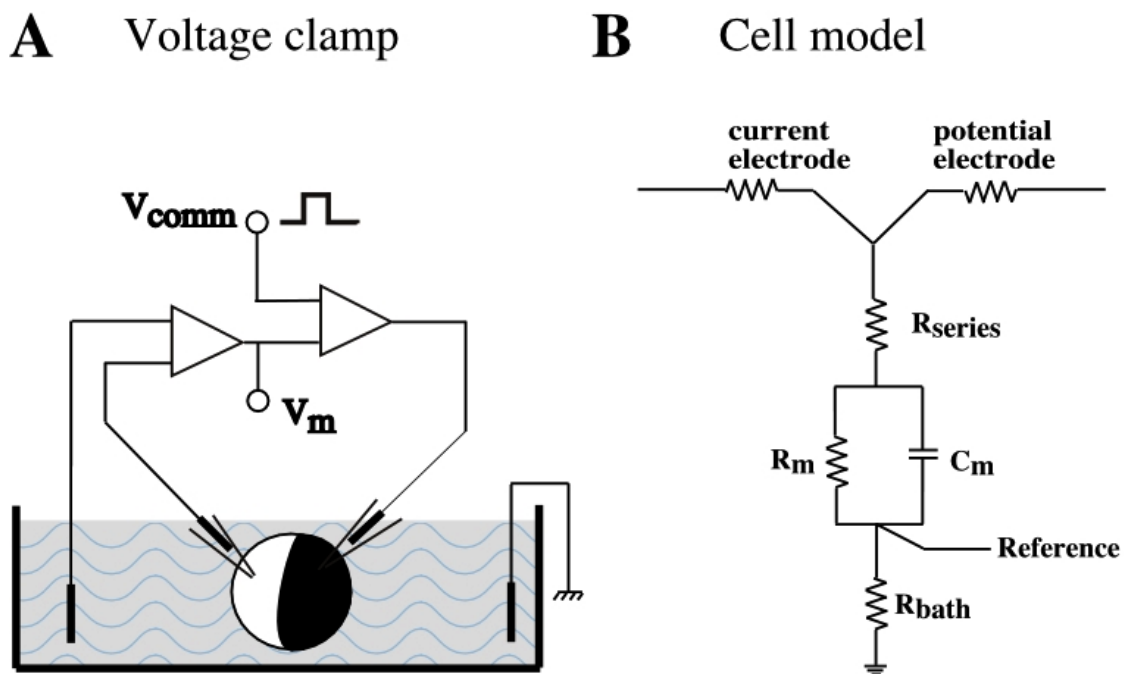 A Voltage clamp
B Cell model
current
electrode
potential
electrode
Vcomm
Vm
Rseries
Rm
Cm
Reference
Rbath